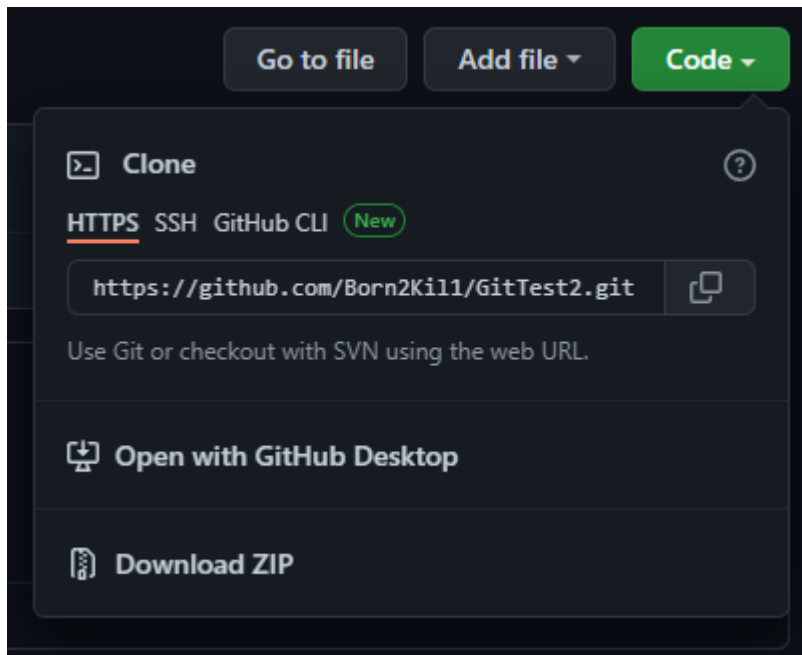 Go to file Add file Code
Clone
HTTPS SSH GitHub CLI New
https://github.com/Born2Kil1/GitTest2.git
Use Git or checkout with SVN using the web URL.
Open with GitHub Desktop
Download ZIP